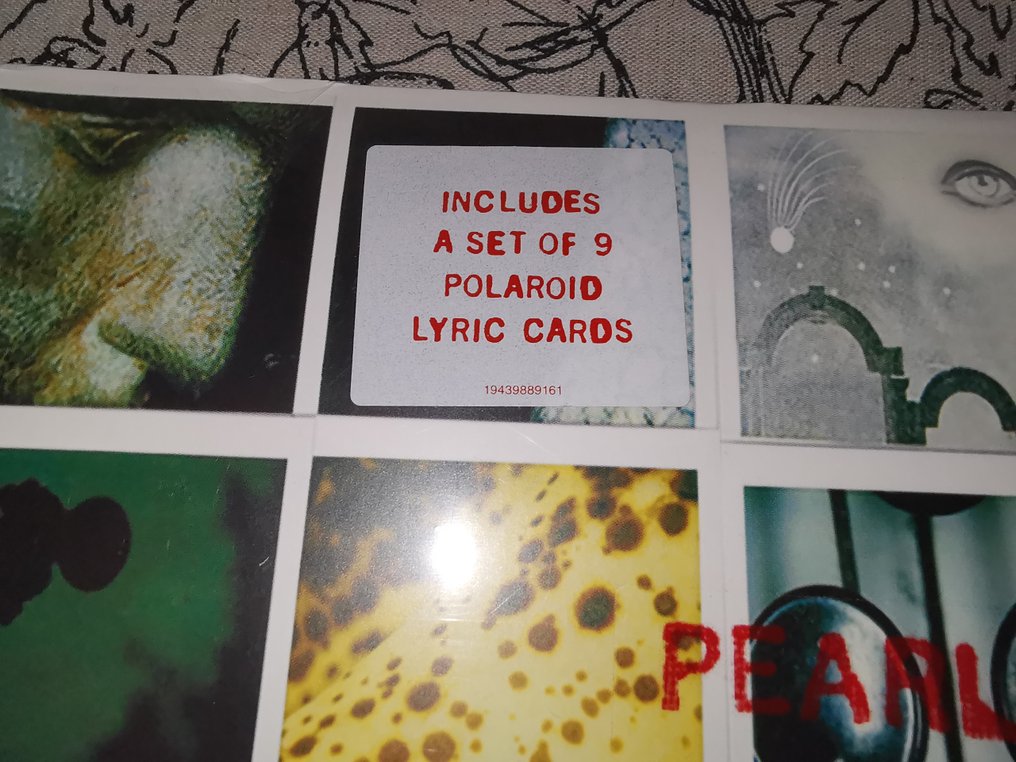 INCLUDES
A SET OF 9
POLAROID
LYRIC CARDS
19439889161
PEARL